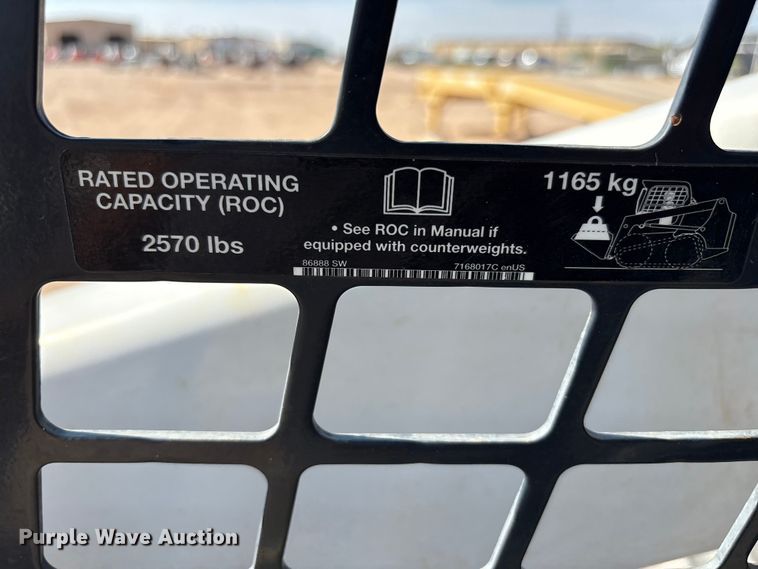 RATED OPERATING
CAPACITY (ROC)
2570 lbs
• See ROC in Manual if
equipped with counterweights.
86888 SW
7168017C enUS
1165 kg
Purple Wave Auction